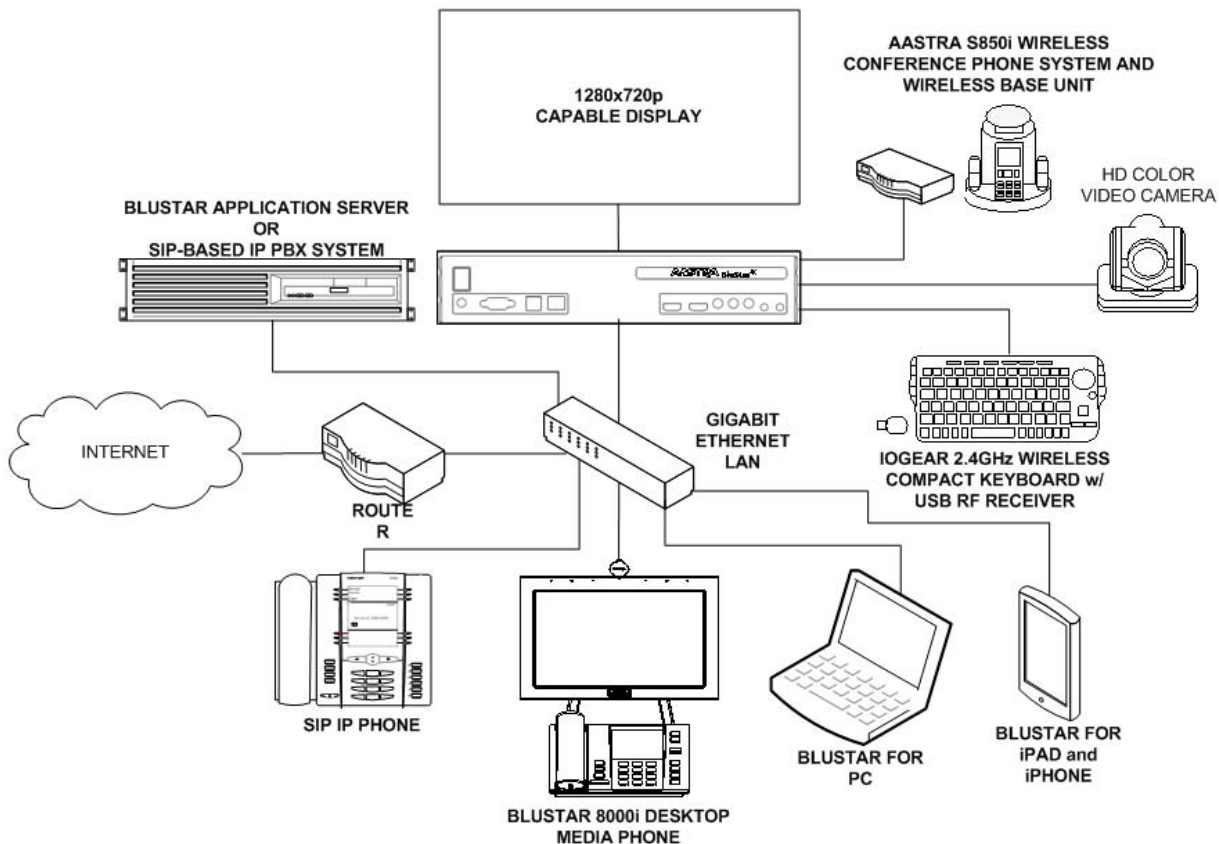 1280x720p
CAPABLE DISPLAY
AASTRA S850i WIRELESS
CONFERENCE PHONE SYSTEM AND
WIRELESS BASE UNIT
HD COLOR
VIDEO CAMERA
BLUSTAR APPLICATION SERVER
OR
SIP-BASED IP PBX SYSTEM
AASTRA BluStar
INTERNET
ROUTE
R
GIGABIT
ETHERNET
LAN
IOGEAR 2.4GHz WIRELESS
COMPACT KEYBOARD w/
USB RF RECEIVER
SIP IP PHONE
BLUSTAR 8000i DESKTOP
MEDIA PHONE
BLUSTAR FOR
PC
BLUSTAR FOR
iPAD and
iPHONE